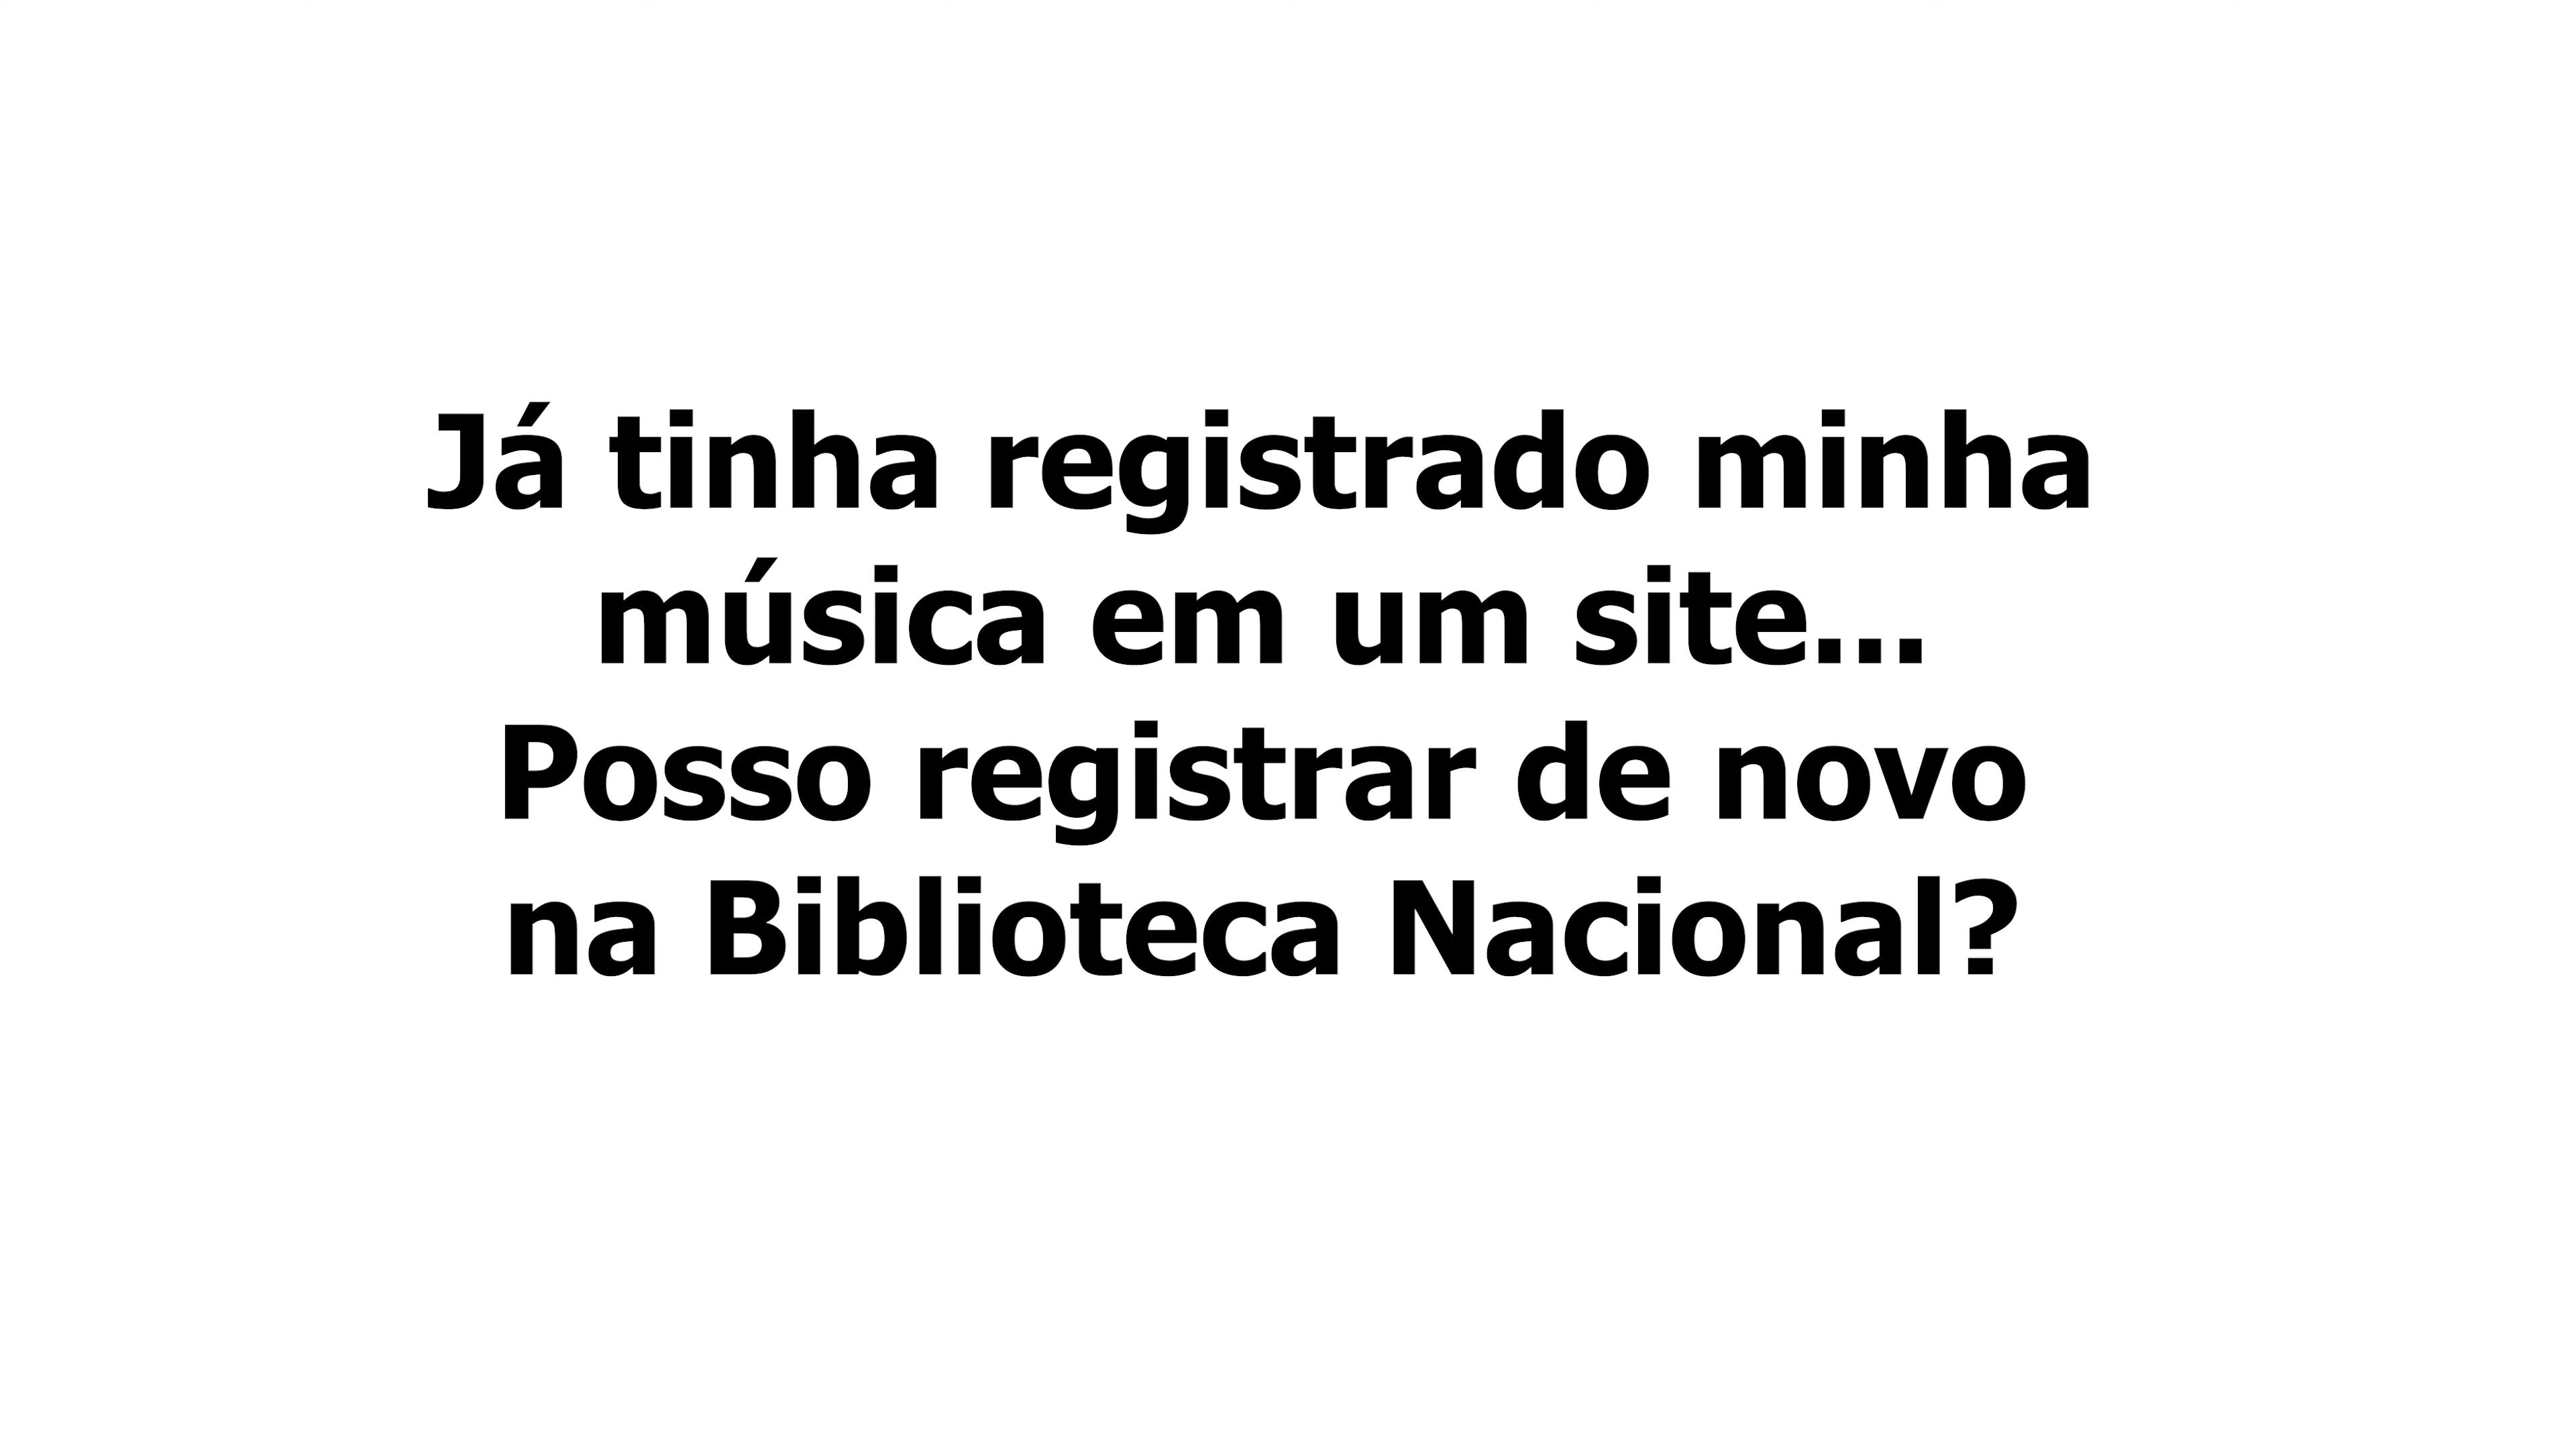 Já tinha registrado minha
música em um site...
Posso registrar de novo
na Biblioteca Nacional?